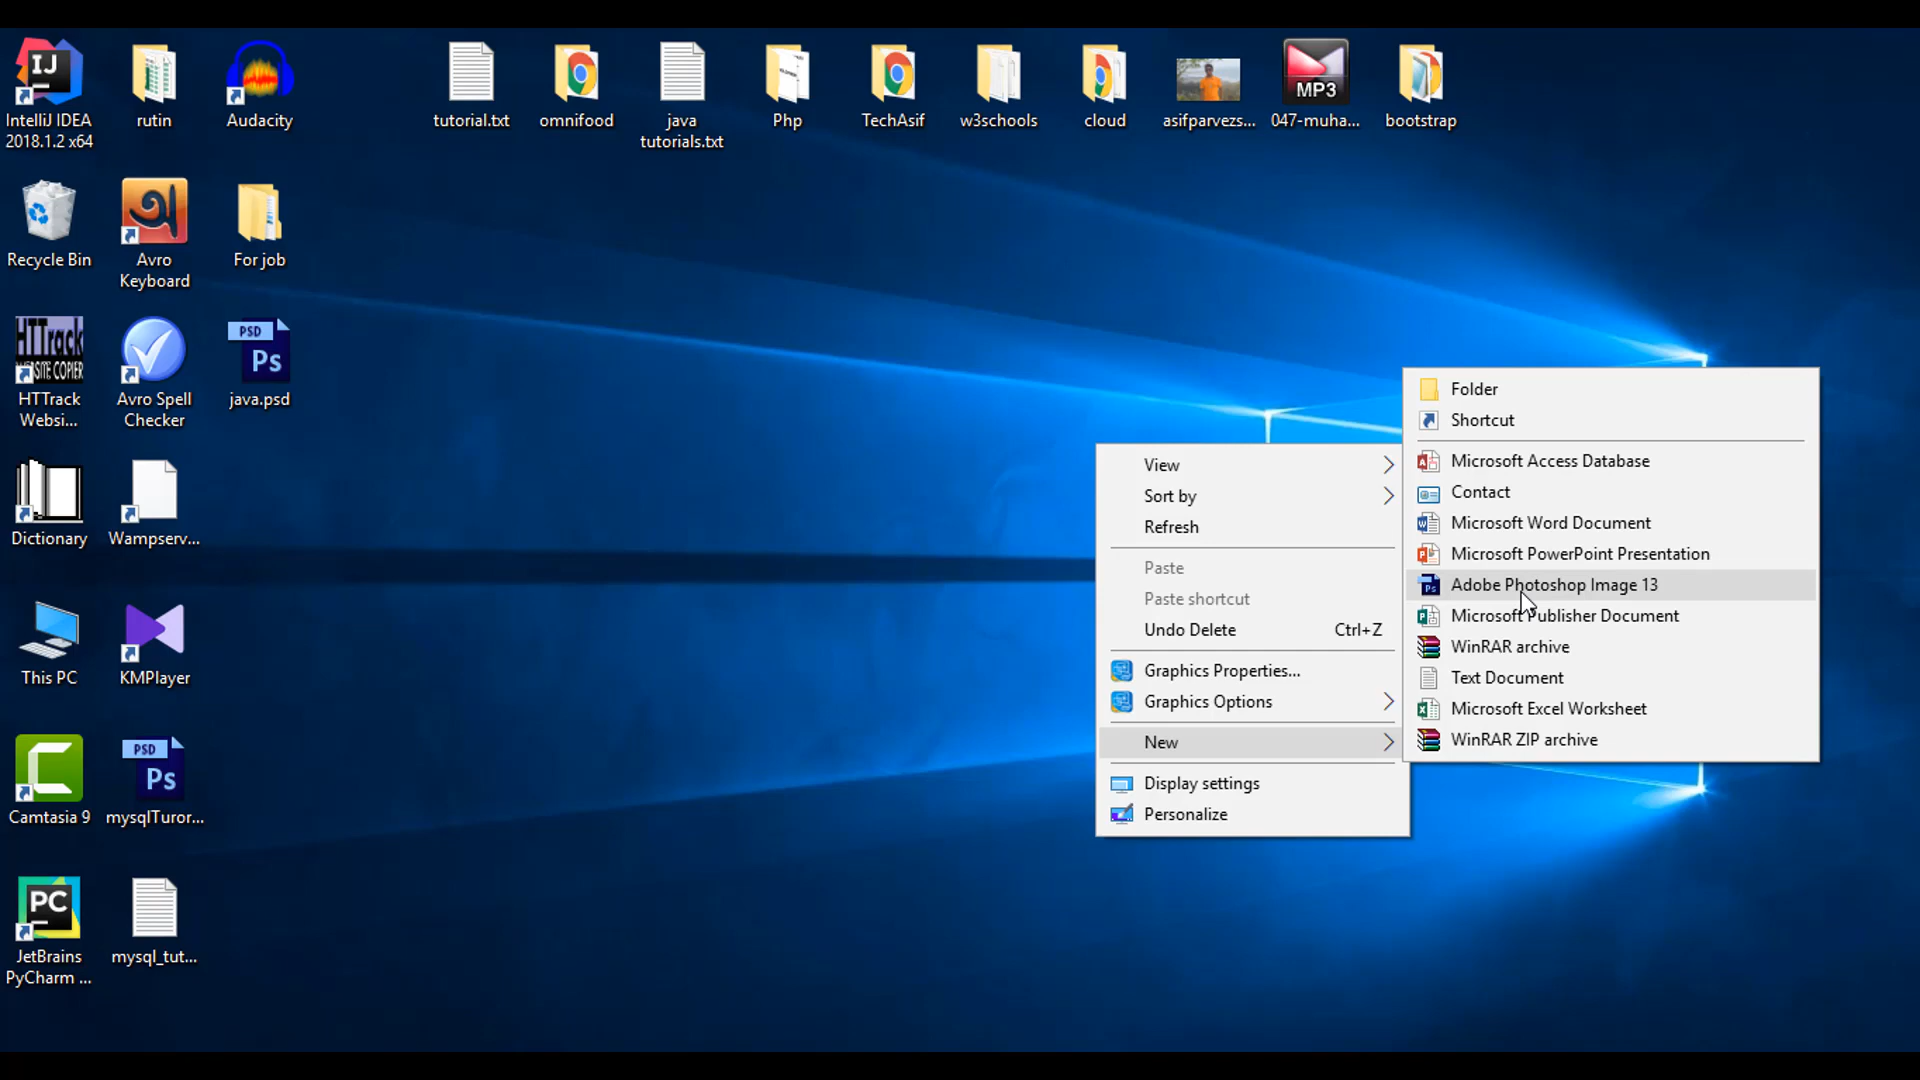 IJ
IntelliJ IDEA
2018.1.2 x64
rutin
Audacity
tutorial.txt
omnifood
java
tutorials.txt
Php
TechAsif
w3schools
cloud
asifparvezs...
MP3
047-muha...
bootstrap
Recycle Bin
অ
Avro
Keyboard
For job
HTTrack
WEBSITE COPIER
HTTrack
Websi...
Avro Spell
Checker
PSD
Ps
java.psd
Dictionary
Wampserv...
This PC
KMPlayer
Camtasia 9
PSD
Ps
mysqlTuror...
PC
JetBrains
PyCharm ...
mysql_tut...
View
Sort by
Refresh
Paste
Paste shortcut
Undo Delete Ctrl+Z
Graphics Properties...
Graphics Options
New
Display settings
Personalize
Folder
Shortcut
Microsoft Access Database
Contact
Microsoft Word Document
Microsoft PowerPoint Presentation
Adobe Photoshop Image 13
Microsoft Publisher Document
WinRAR archive
Text Document
Microsoft Excel Worksheet
WinRAR ZIP archive